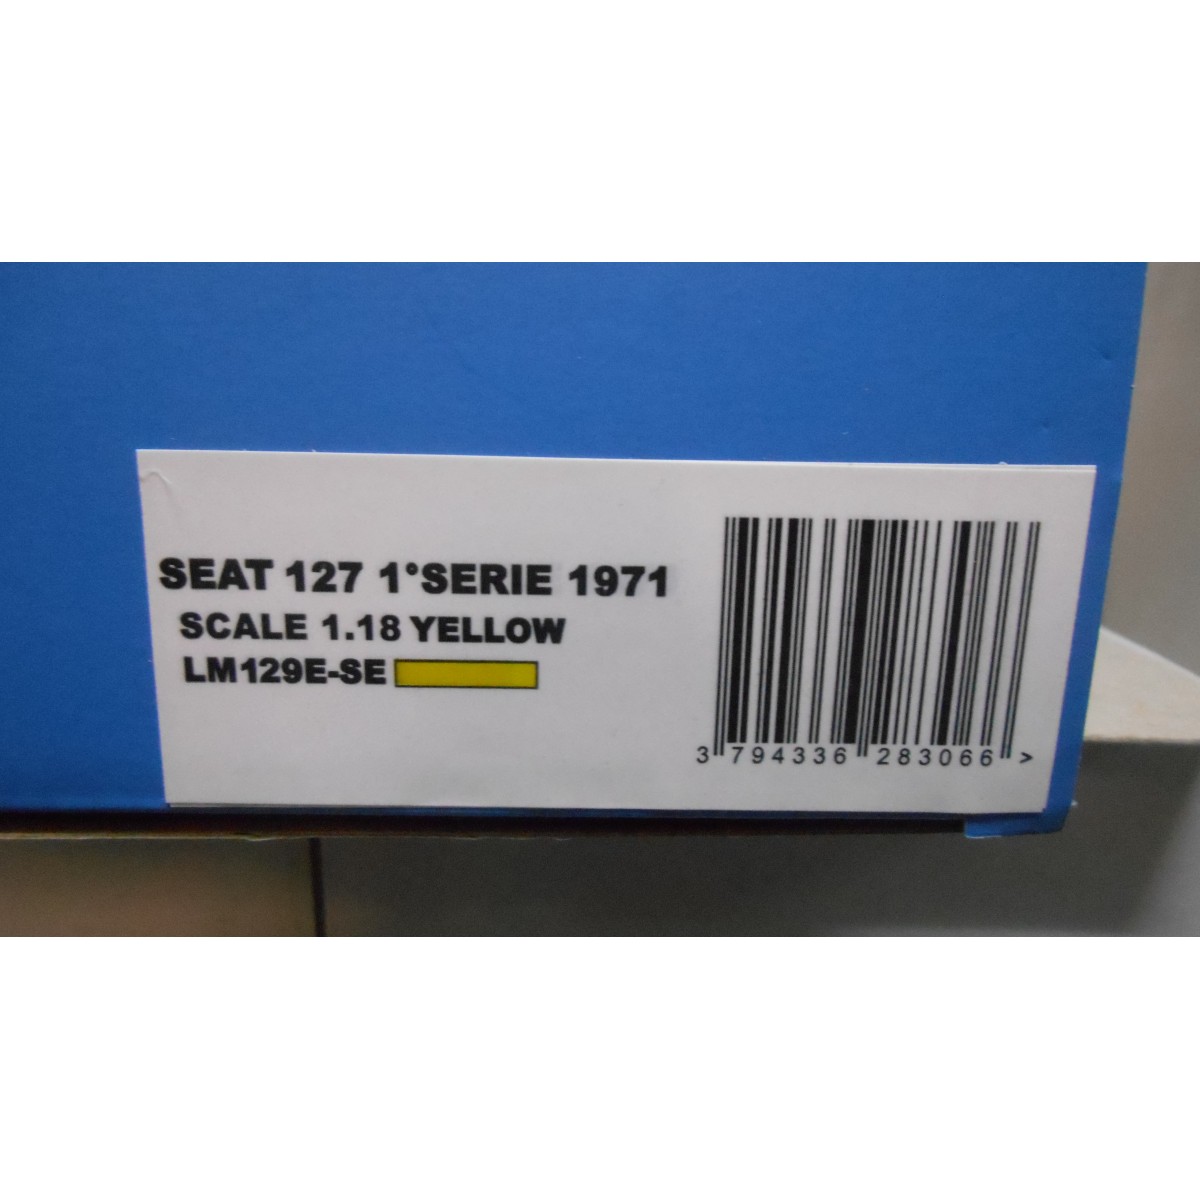 SEAT 127 1°SERIE 1971
SCALE 1.18 YELLOW
LM129E-SE
3 794336 283066 >